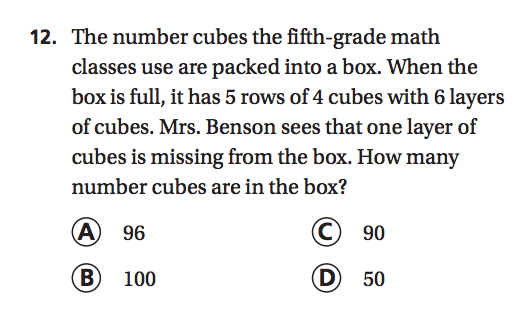 12. The number cubes the fifth-grade math
classes use are packed into a box. When the
box is full, it has 5 rows of 4 cubes with 6 layers
of cubes. Mrs. Benson sees that one layer of
cubes is missing from the box. How many
number cubes are in the box?
A 96
C 90
B 100
D 50